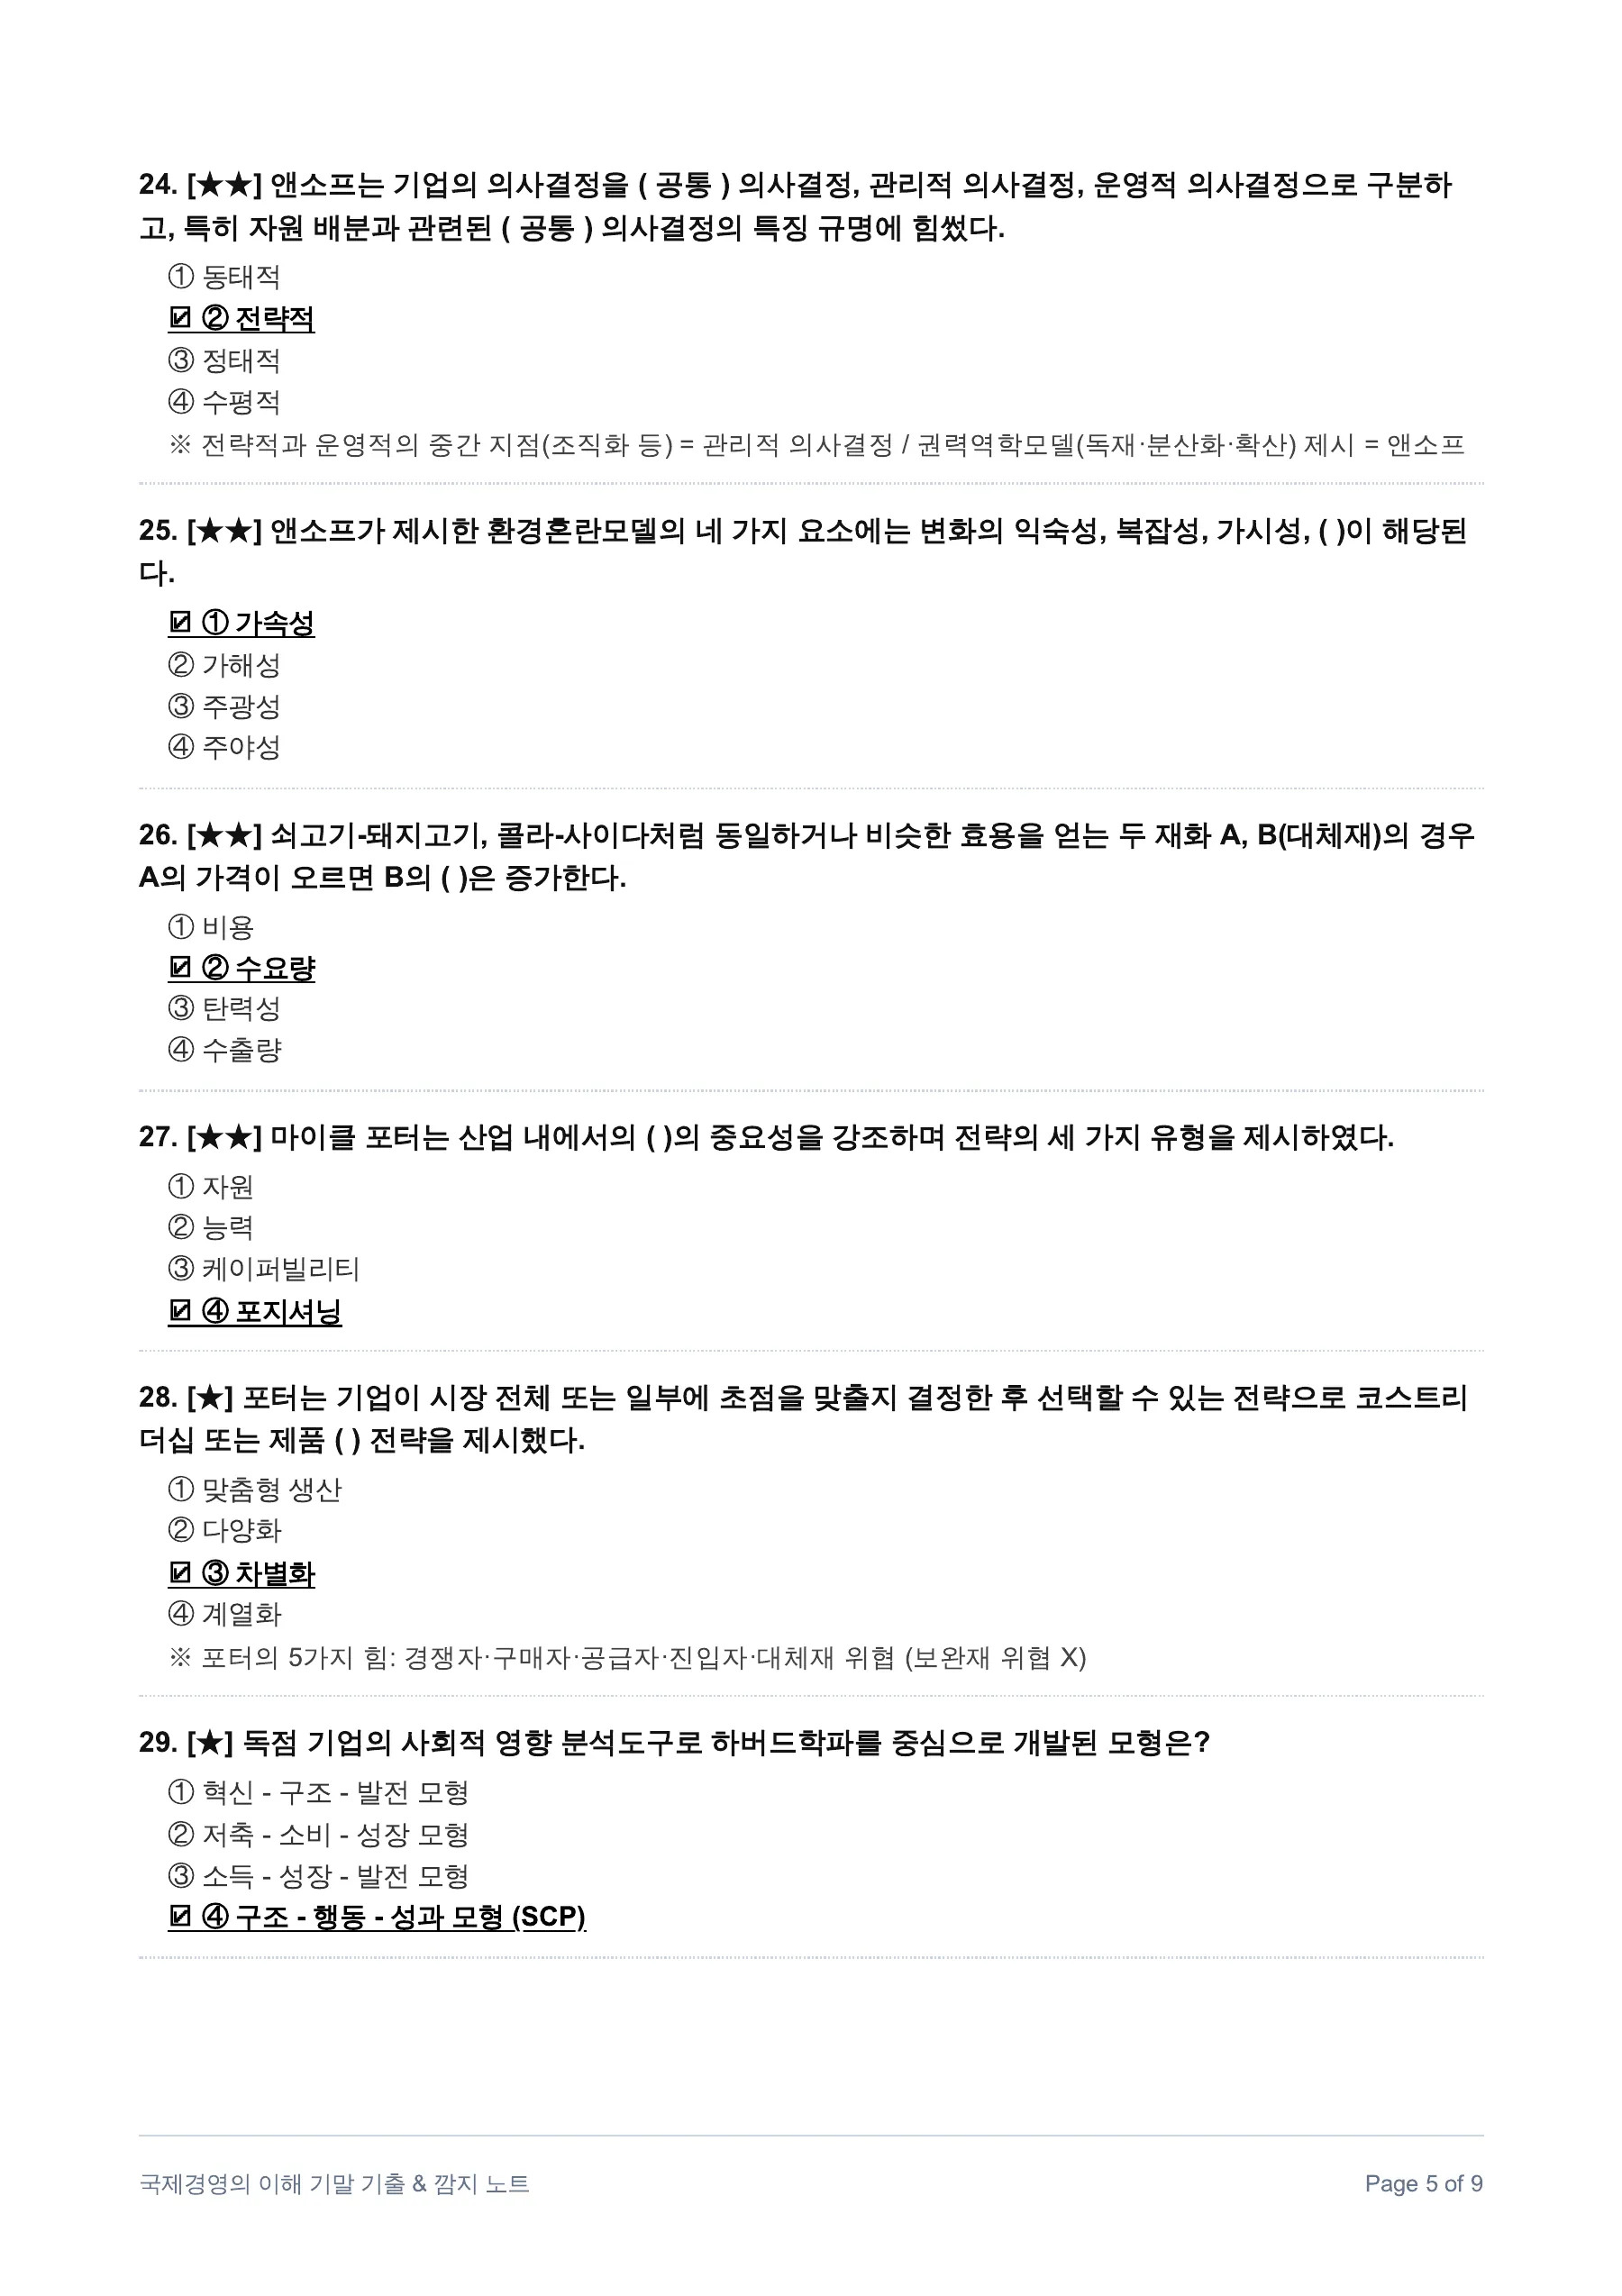 24. [★★] 앤소프는 기업의 의사결정을 ( 공통 ) 의사결정, 관리적 의사결정, 운영적 의사결정으로 구분하
고, 특히 자원 배분과 관련된 ( 공통 ) 의사결정의 특징 규명에 힘썼다.
① 동태적
☑ ② 전략적
③ 정태적
④ 수평적
※ 전략적과 운영적의 중간 지점(조직화 등) = 관리적 의사결정 / 권력역학모델(독재·분산화·확산) 제시 = 앤소프
25. [★★] 앤소프가 제시한 환경혼란모델의 네 가지 요소에는 변화의 익숙성, 복잡성, 가시성, ( )이 해당된
다.
☑ ① 가속성
② 가해성
③ 주광성
④ 주야성
26. [★★] 쇠고기-돼지고기, 콜라-사이다처럼 동일하거나 비슷한 효용을 얻는 두 재화 A, B(대체재)의 경우
A의 가격이 오르면 B의 ( )은 증가한다.
① 비용
☑ ② 수요량
③ 탄력성
④ 수출량
27. [★★] 마이클 포터는 산업 내에서의 ( )의 중요성을 강조하며 전략의 세 가지 유형을 제시하였다.
① 자원
② 능력
③ 케이퍼빌리티
☑ ④ 포지셔닝
28. [★] 포터는 기업이 시장 전체 또는 일부에 초점을 맞출지 결정한 후 선택할 수 있는 전략으로 코스트리
더십 또는 제품 ( ) 전략을 제시했다.
① 맞춤형 생산
② 다양화
☑ ③ 차별화
④ 계열화
※ 포터의 5가지 힘: 경쟁자·구매자·공급자·진입자·대체재 위협 (보완재 위협 X)
29. [★] 독점 기업의 사회적 영향 분석도구로 하버드학파를 중심으로 개발된 모형은?
① 혁신 - 구조 - 발전 모형
② 저축 - 소비 - 성장 모형
③ 소득 - 성장 - 발전 모형
☑ ④ 구조 - 행동 - 성과 모형 (SCP)
국제경영의 이해 기말 기출 & 깜지 노트
Page 5 of 9